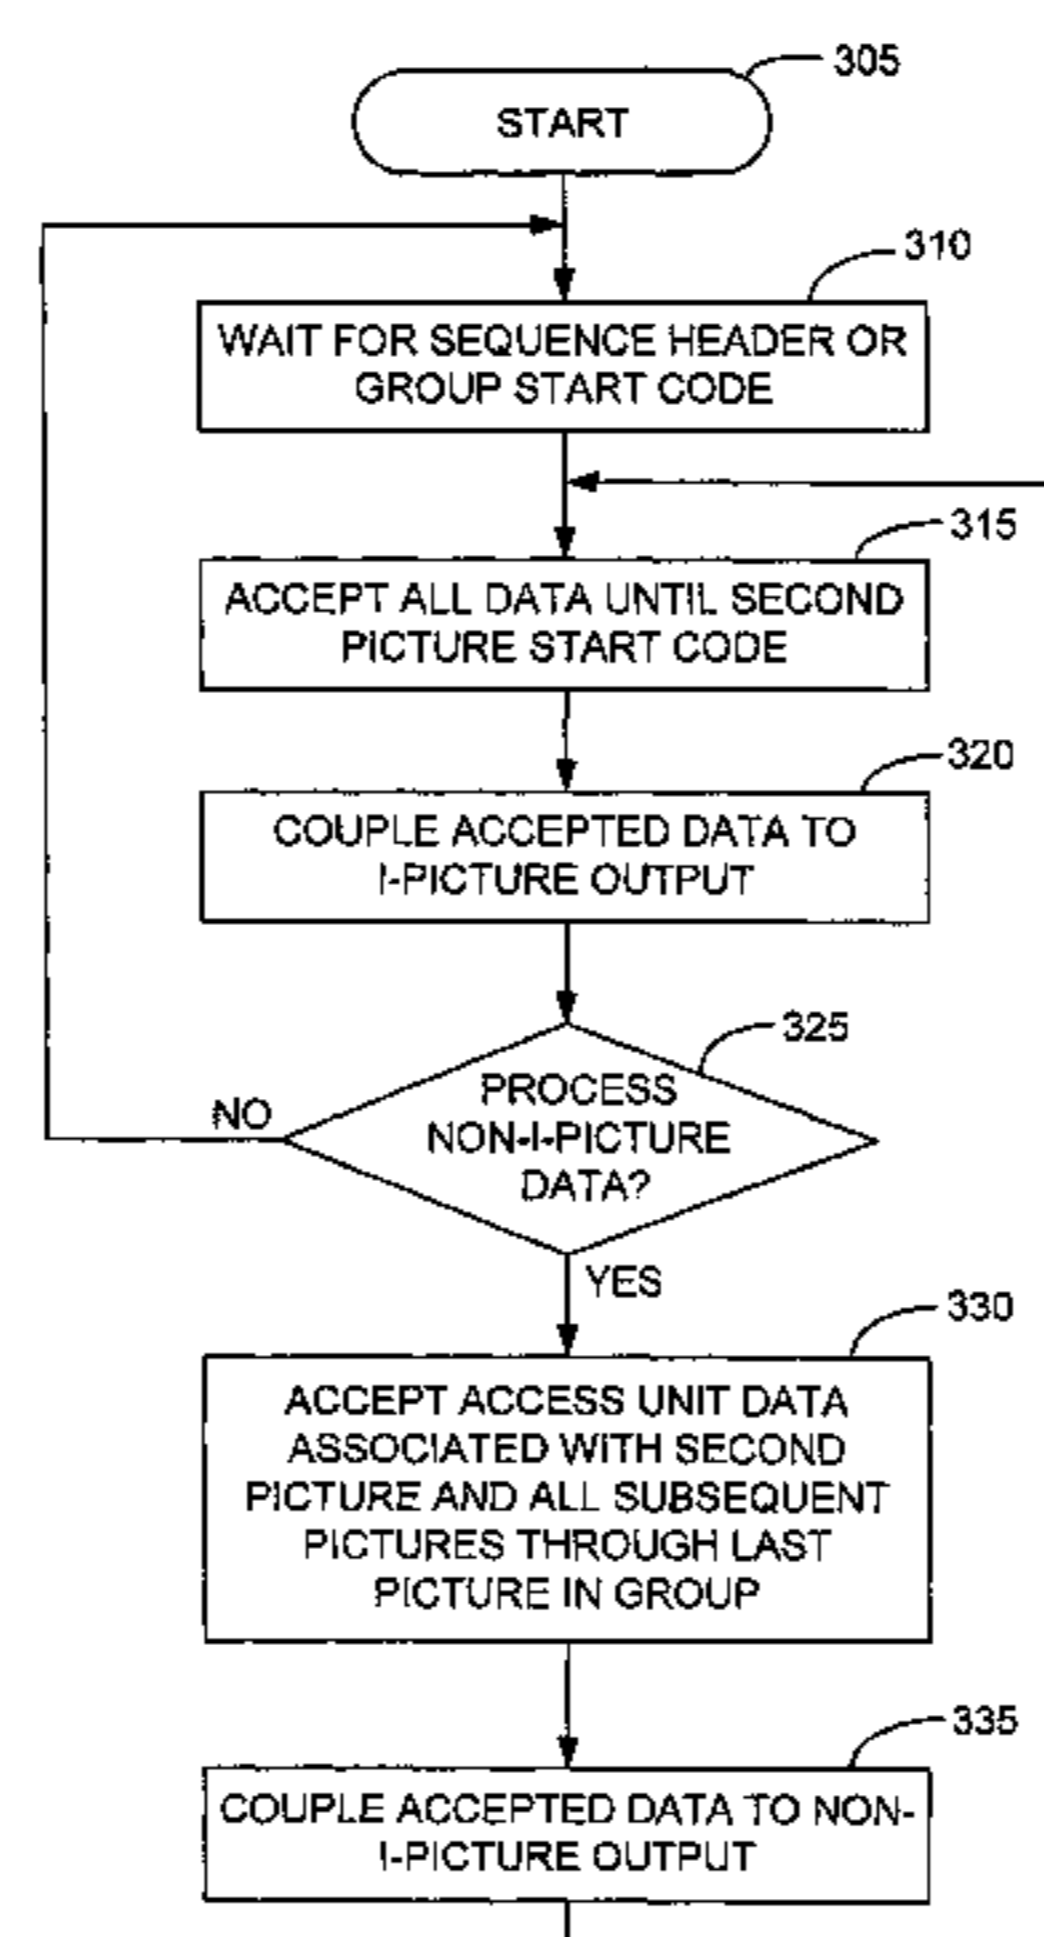 305
START
310
WAIT FOR SEQUENCE HEADER OR
GROUP START CODE
315
ACCEPT ALL DATA UNTIL SECOND
PICTURE START CODE
320
COUPLE ACCEPTED DATA TO
I-PICTURE OUTPUT
325
PROCESS
NON-I-PICTURE
DATA?
NO
YES
330
ACCEPT ACCESS UNIT DATA
ASSOCIATED WITH SECOND
PICTURE AND ALL SUBSEQUENT
PICTURES THROUGH LAST
PICTURE IN GROUP
335
COUPLE ACCEPTED DATA TO NON-
I-PICTURE OUTPUT